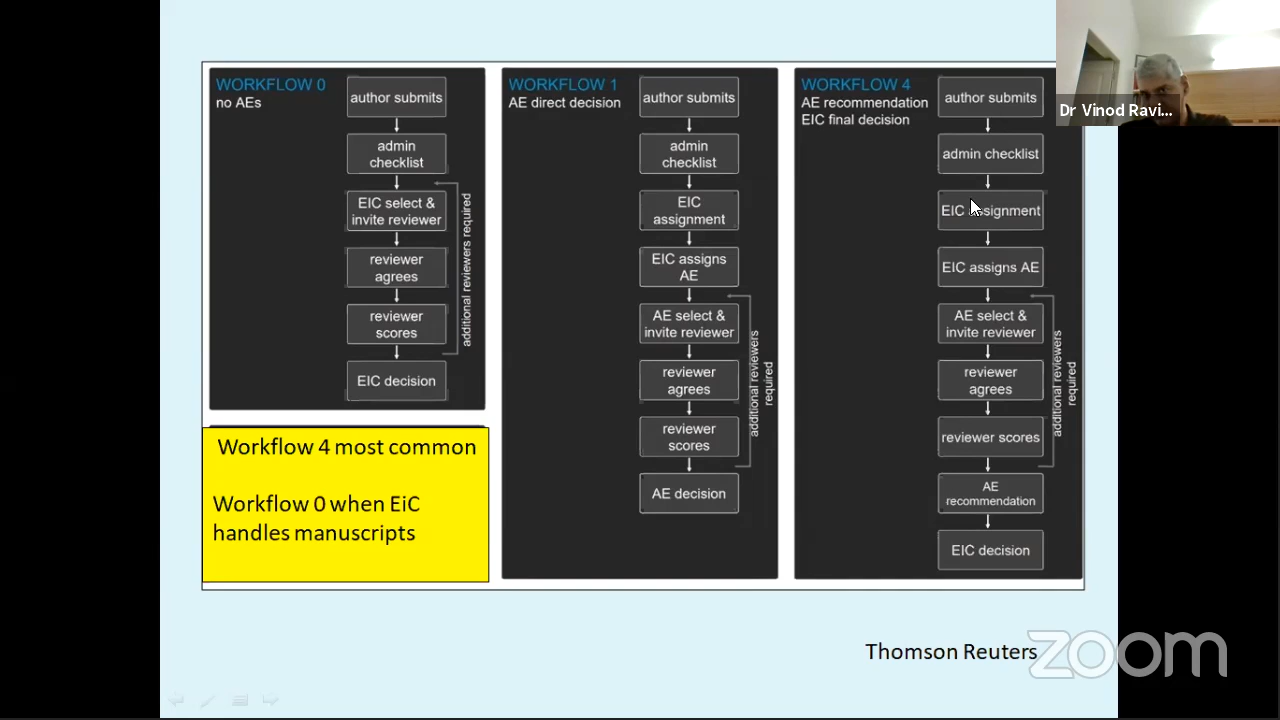 WORKFLOW 0
no AEs
author submits
admin
checklist
EIC select &
invite reviewer
reviewer
agrees
reviewer
scores
EIC decision
additional reviewers required
WORKFLOW 1
AE direct decision
author submits
admin
checklist
EIC
assignment
EIC assigns
AE
AE select &
invite reviewer
reviewer
agrees
reviewer
scores
AE decision
additional reviewers
required
WORKFLOW 4
AE recommendation
EIC final decision
author submits
admin checklist
EIC assignment
EIC assigns AE
AE select &
invite reviewer
reviewer
agrees
reviewer scores
AE
recommendation
EIC decision
additional reviewers
required
Workflow 4 most common
Workflow 0 when EiC
handles manuscripts
Thomson Reuters
Dr Vinod Ravi...
zoom